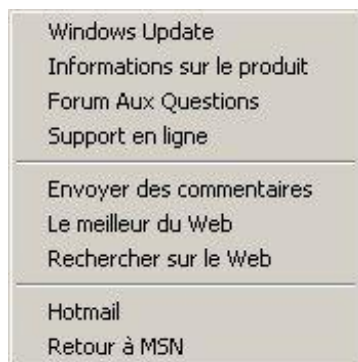 Windows Update
Informations sur le produit
Forum Aux Questions
Support en ligne
Envoyer des commentaires
Le meilleur du Web
Rechercher sur le Web
Hotmail
Retour à MSN